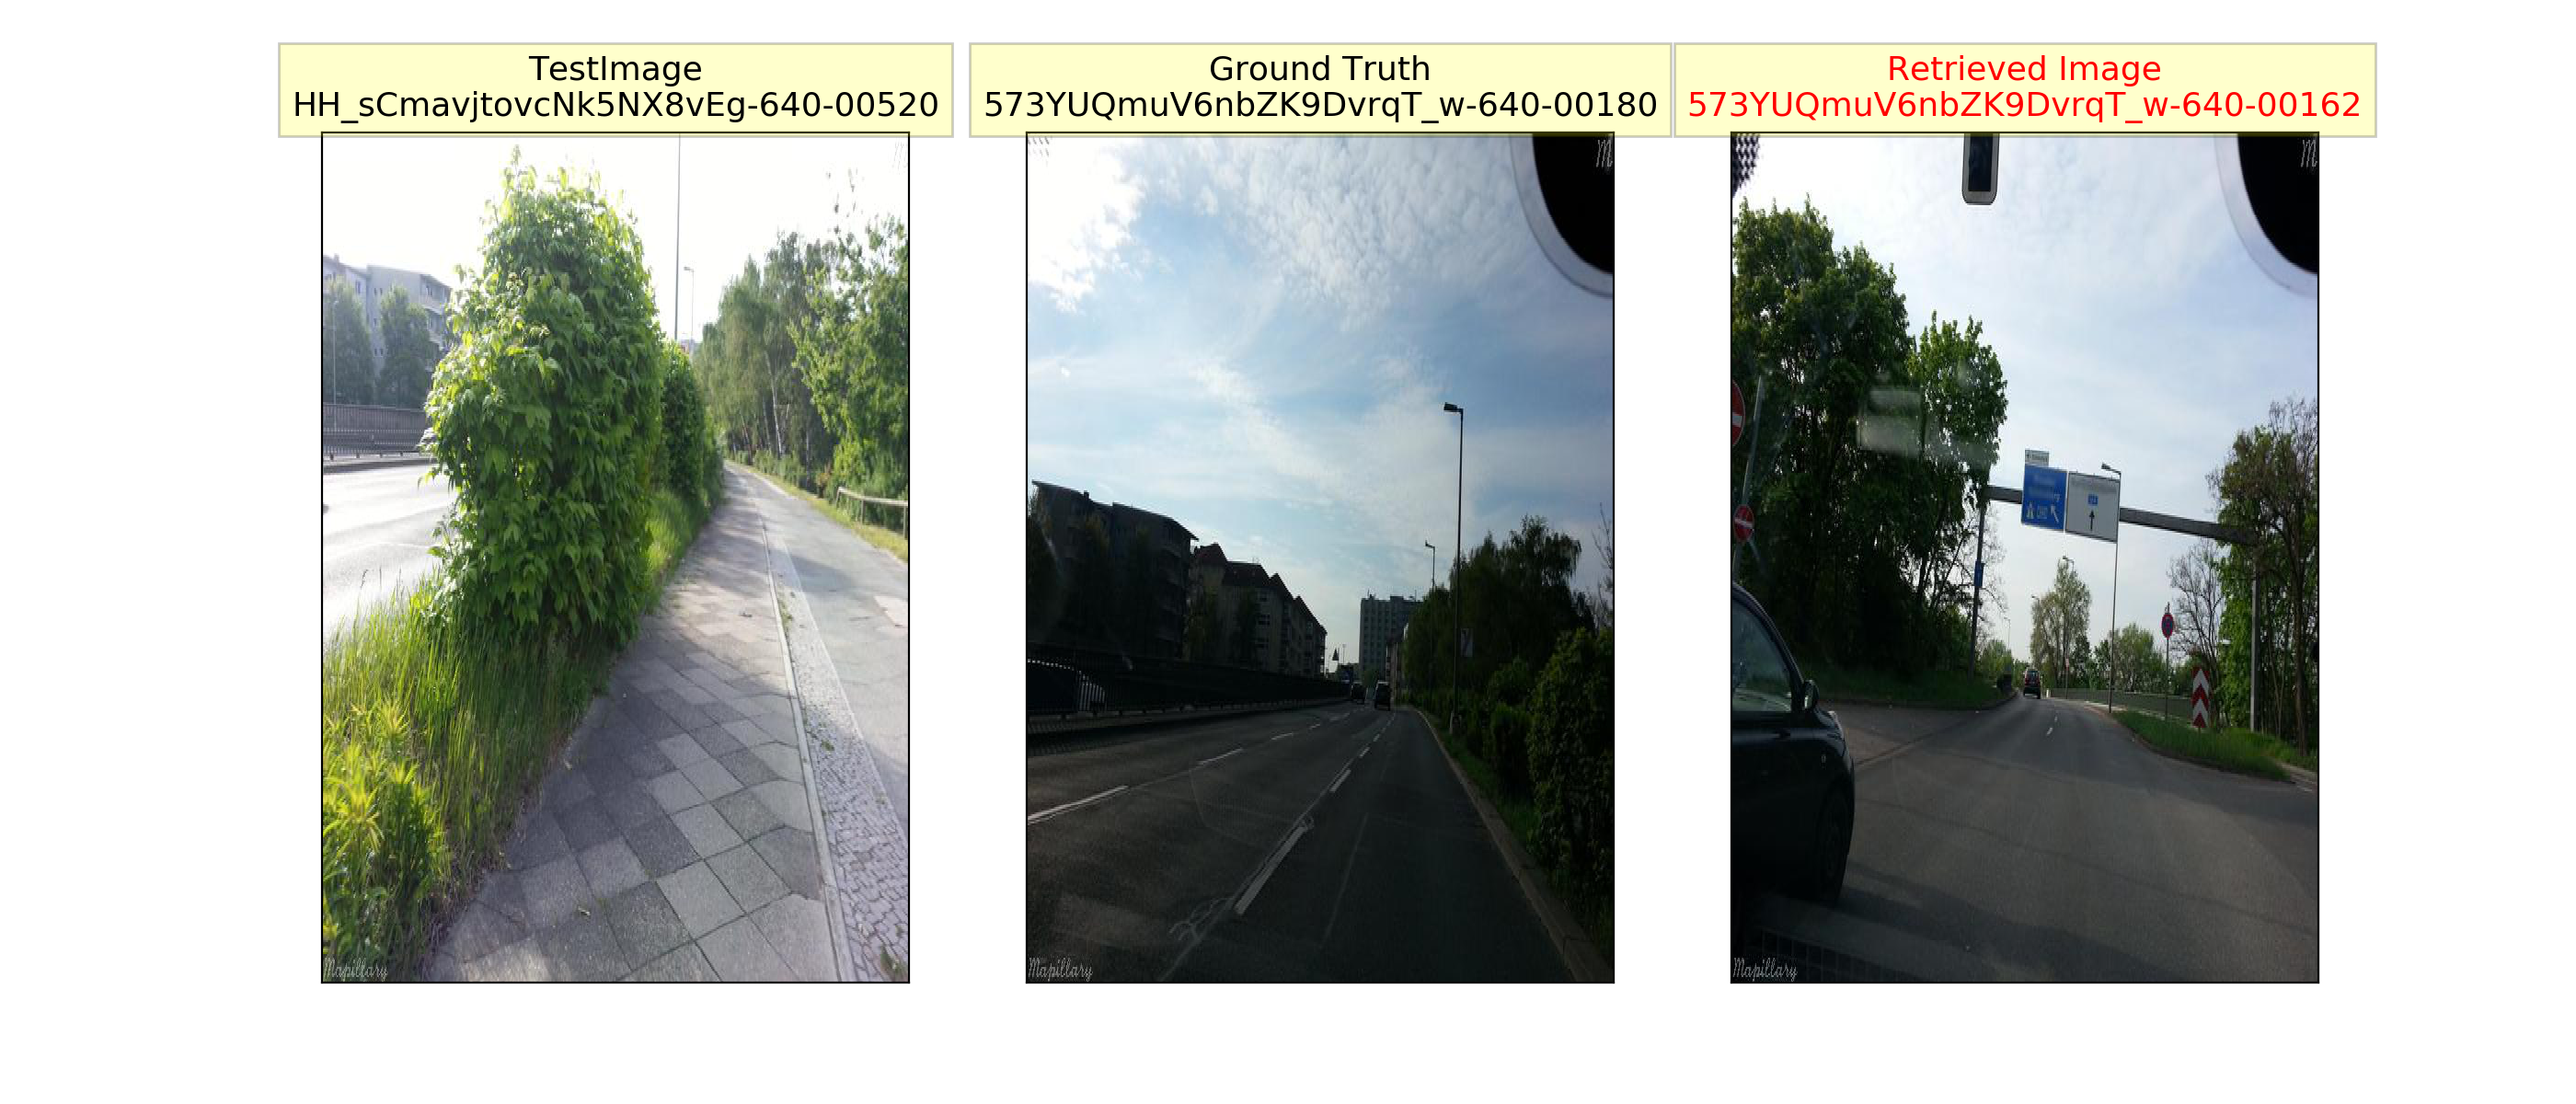 TestImage
HH_sCmavjtovcNk5NX8vEg-640-00520
Ground Truth
573YUQmuV6nbZK9DvrqT_w-640-00180
Retrieved Image
573YUQmuV6nbZK9DvrqT_w-640-00162
M
M
Mapillary
Mapillary
Mapillary